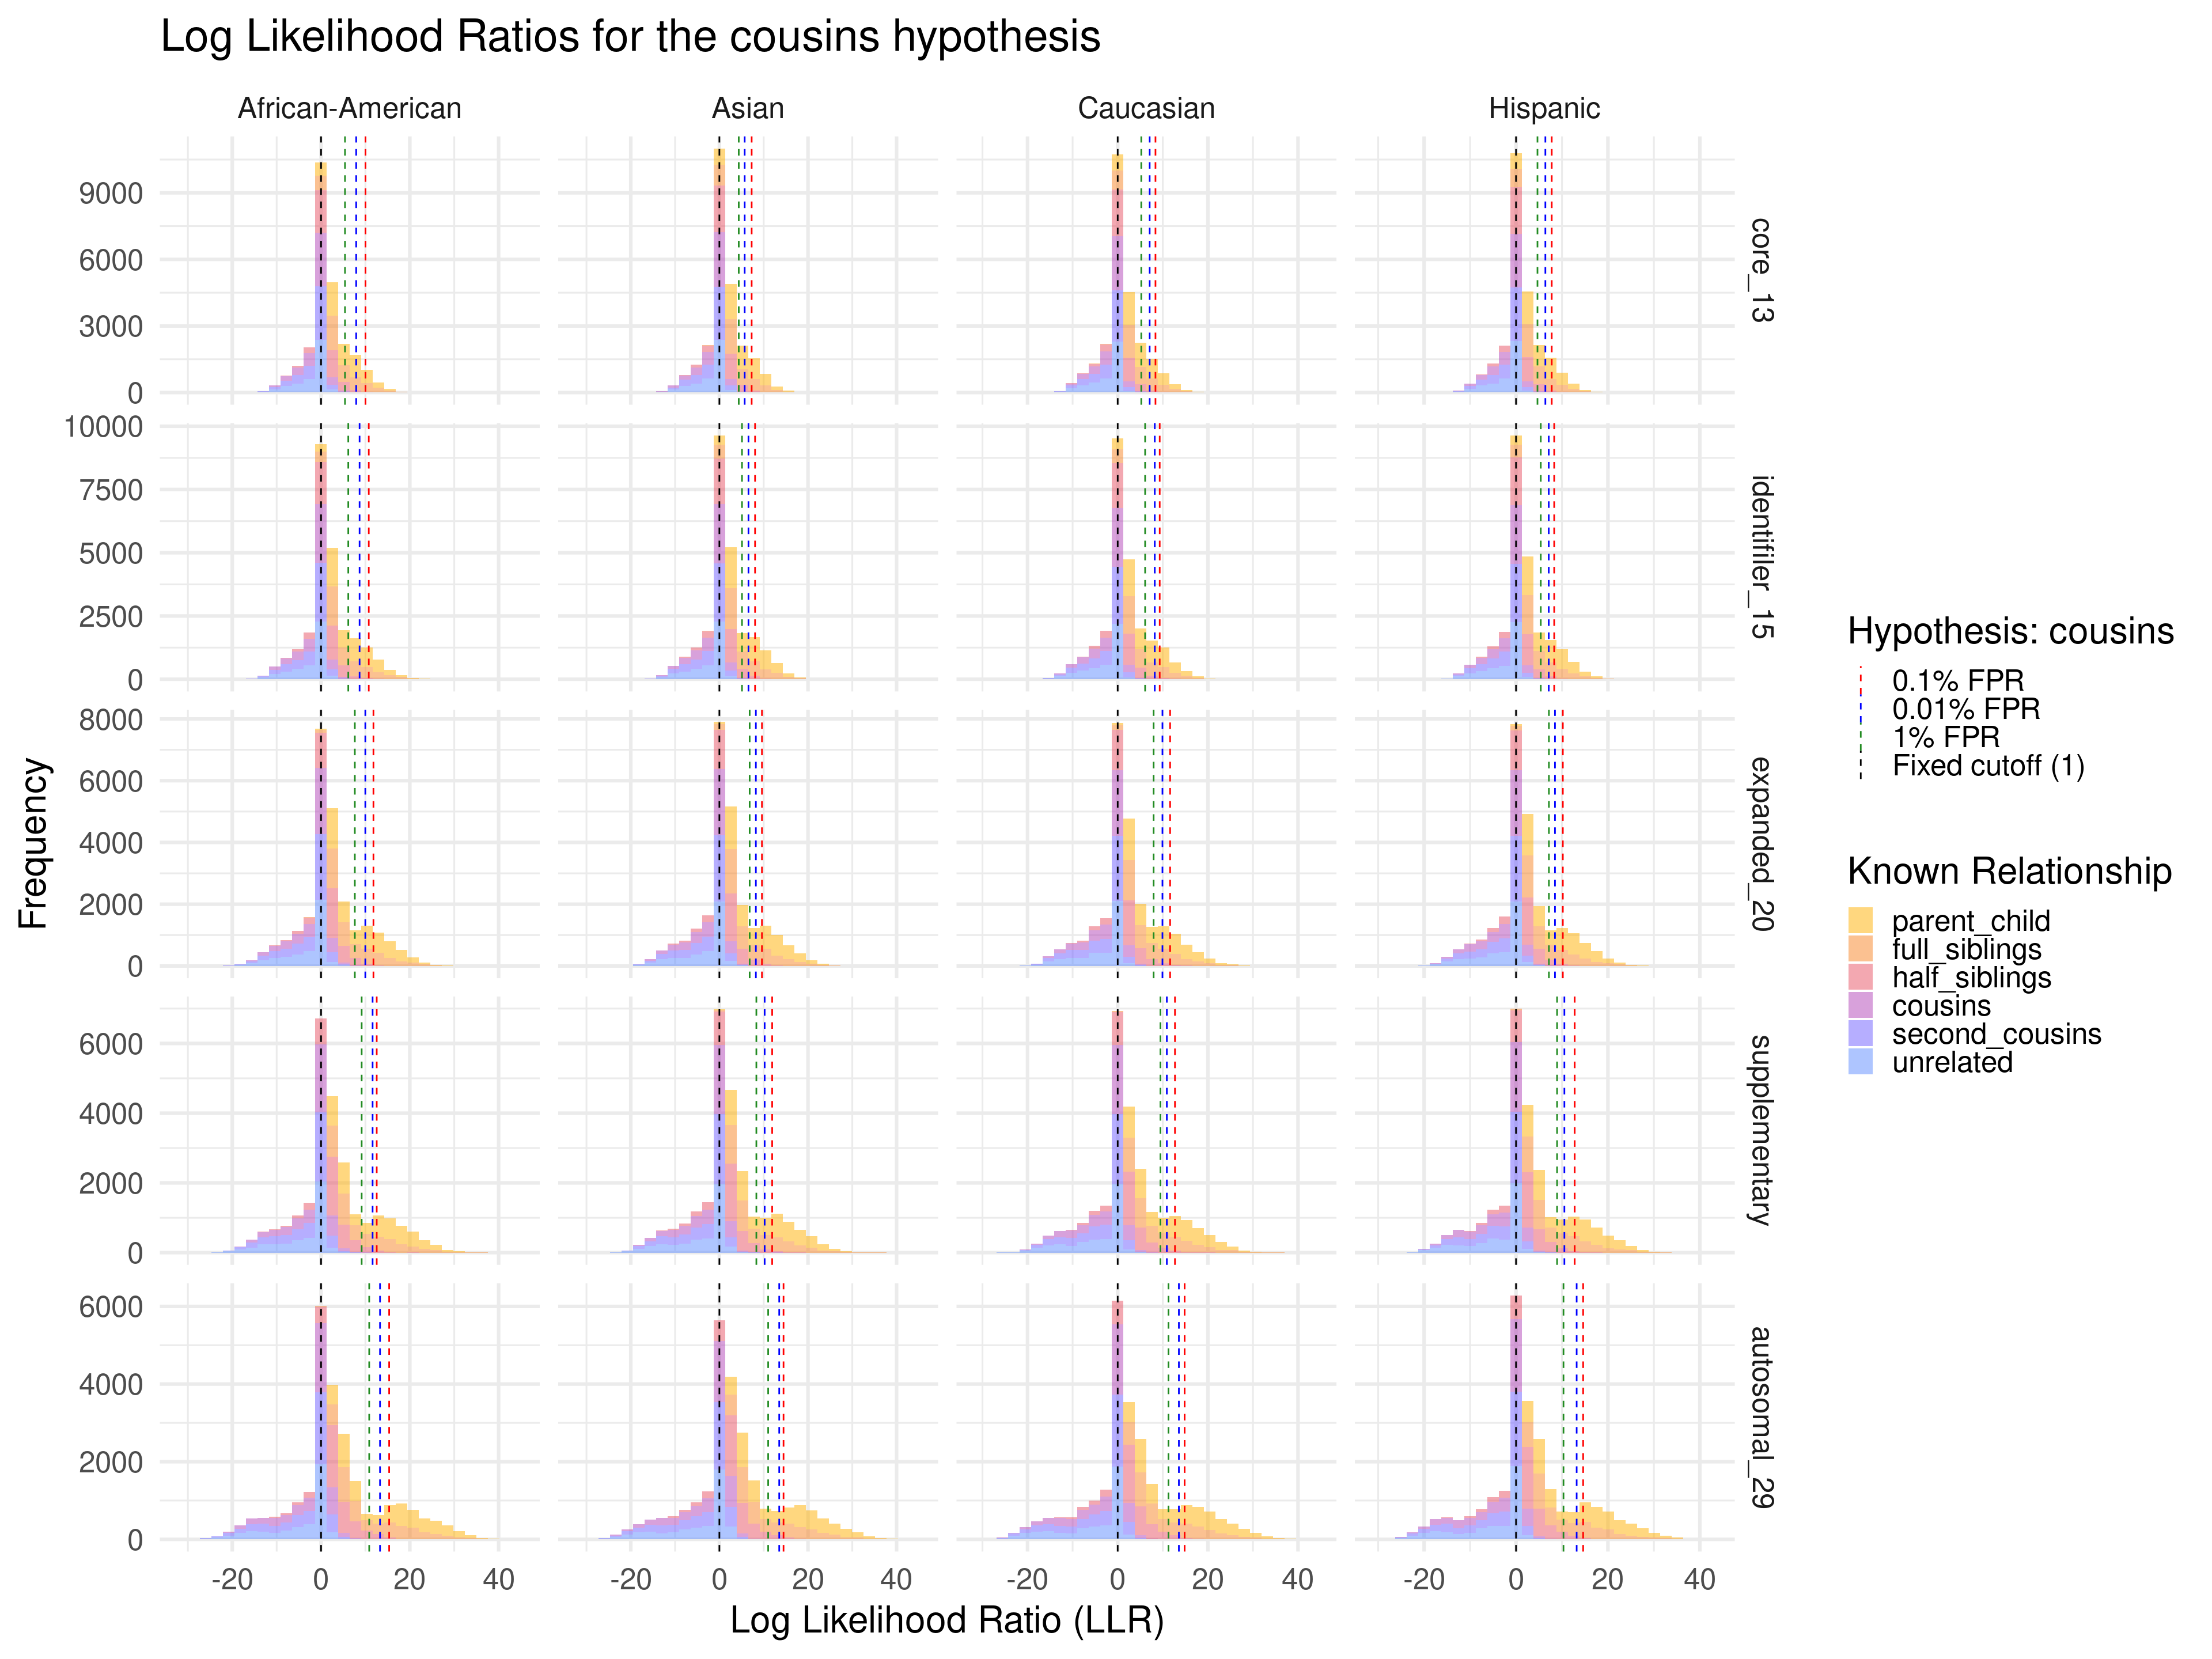 Log Likelihood Ratios for the cousins hypothesis
African-American Asian Caucasian Hispanic
9000
6000
3000
0
core_13
10000
7500
5000
2500
0
identifiler_15
8000
6000
4000
2000
0
expanded_20
6000
4000
2000
0
supplementary
6000
4000
2000
0
autosomal_29
-20 0 20 40 -20 0 20 40 -20 0 20 40 -20 0 20 40
Log Likelihood Ratio (LLR)
Frequency
Hypothesis: cousins
0.1% FPR
0.01% FPR
1% FPR
Fixed cutoff (1)
Known Relationship
parent_child
full_siblings
half_siblings
cousins
second_cousins
unrelated